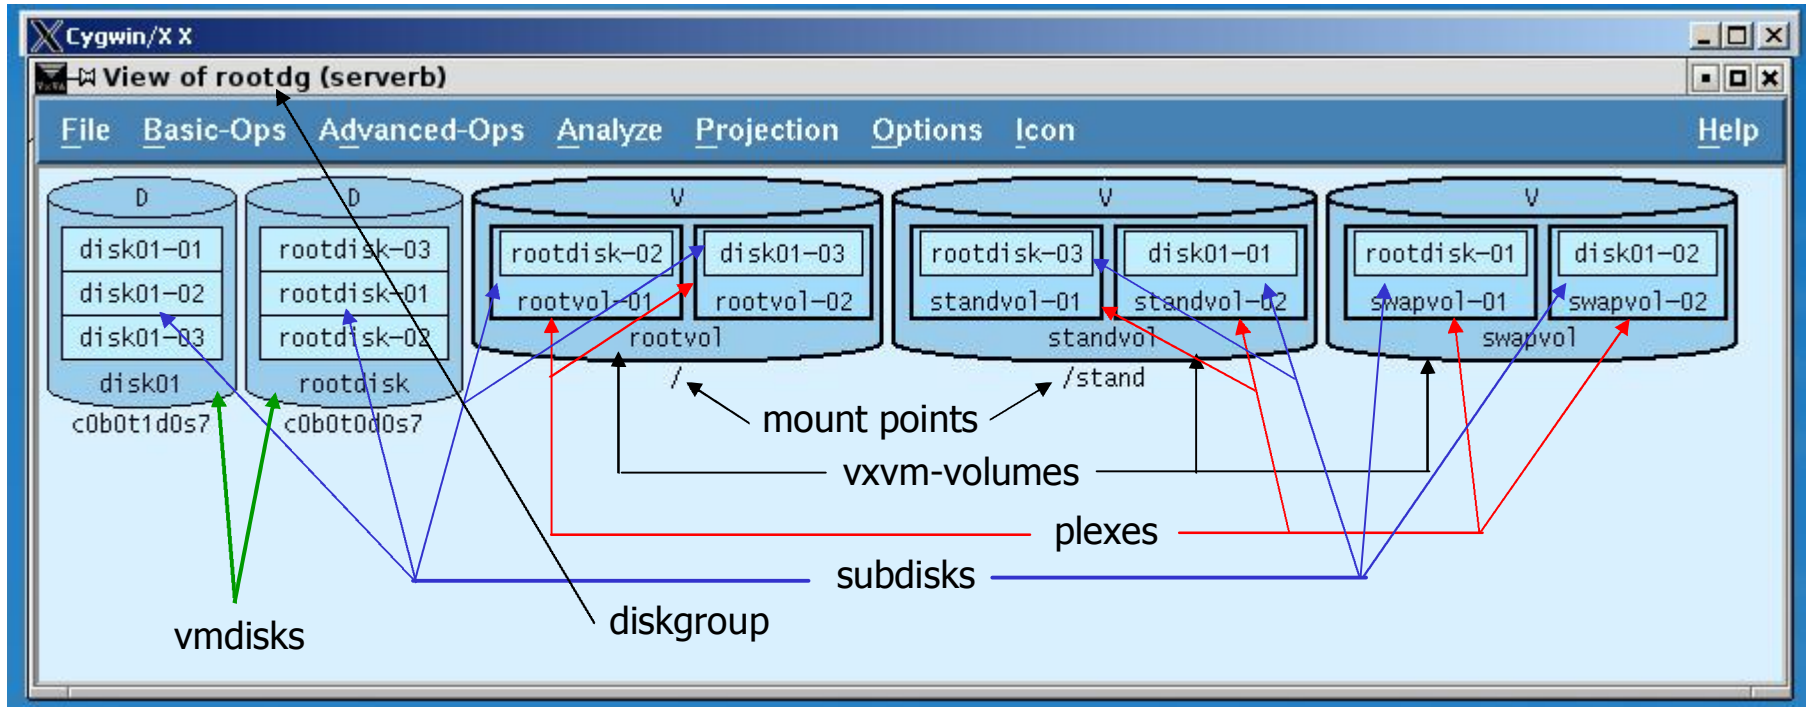 Cygwin/X X
View of rootdg (serverb)
File Basic-Ops Advanced-Ops Analyze Projection Options Icon Help
D D V V V
disk01-01 rootdisk-03 rootdisk-02 disk01-03 rootdisk-03 disk01-01 rootdisk-01 disk01-02
disk01-02 rootdisk-01 rootvol-01 rootvol-02 standvol-01 standvol-02 swapvol-01 swapvol-02
disk01-03 rootdisk-02 rootvol standvol swapvol
disk01 rootdisk / /stand
c0b0t1d0s7 c0b0t0d0s7 mount points
vxvm-volumes
plexes
subdisks
diskgroup
vmdisks